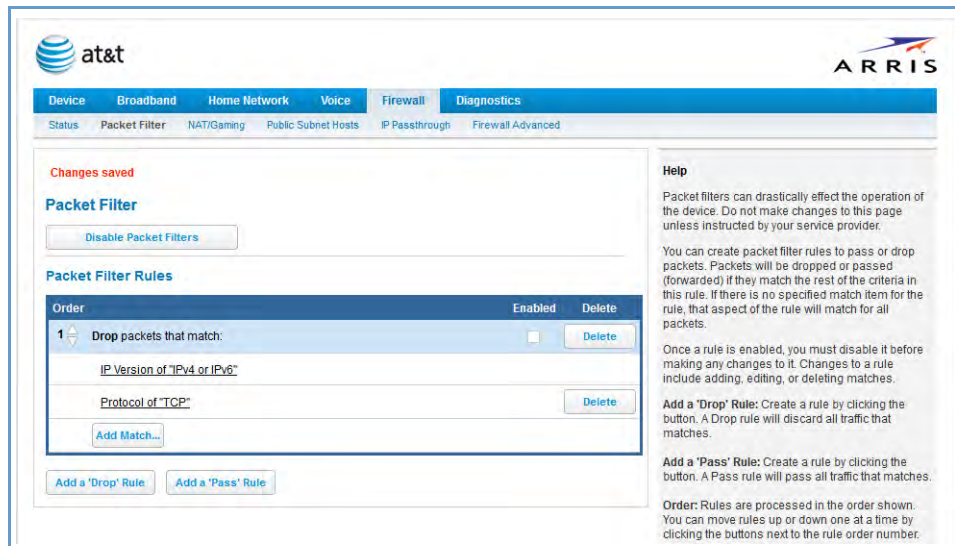 at&t
ARRIS
Device Broadband Home Network Voice Firewall Diagnostics
Status Packet Filter NAT/Gaming Public Subnet Hosts IP Passthrough Firewall Advanced
Changes saved
Packet Filter
Disable Packet Filters
Packet Filter Rules
Order Enabled Delete
1 Drop packets that match: Delete
IP Version of "IPv4 or IPv6"
Protocol of "TCP" Delete
Add Match...
Add a 'Drop' Rule Add a 'Pass' Rule
Help
Packet filters can drastically effect the operation of
the device. Do not make changes to this page
unless instructed by your service provider.
You can create packet filter rules to pass or drop
packets. Packets will be dropped or passed
(forwarded) if they match the rest of the criteria in
this rule. If there is no specified match item for the
rule, that aspect of the rule will match for all
packets.
Once a rule is enabled, you must disable it before
making any changes to it. Changes to a rule
include adding, editing, or deleting matches.
Add a 'Drop' Rule: Create a rule by clicking the
button. A Drop rule will discard all traffic that
matches.
Add a 'Pass' Rule: Create a rule by clicking the
button. A Pass rule will pass all traffic that matches.
Order: Rules are processed in the order shown.
You can move rules up or down one at a time by
clicking the buttons next to the rule order number.